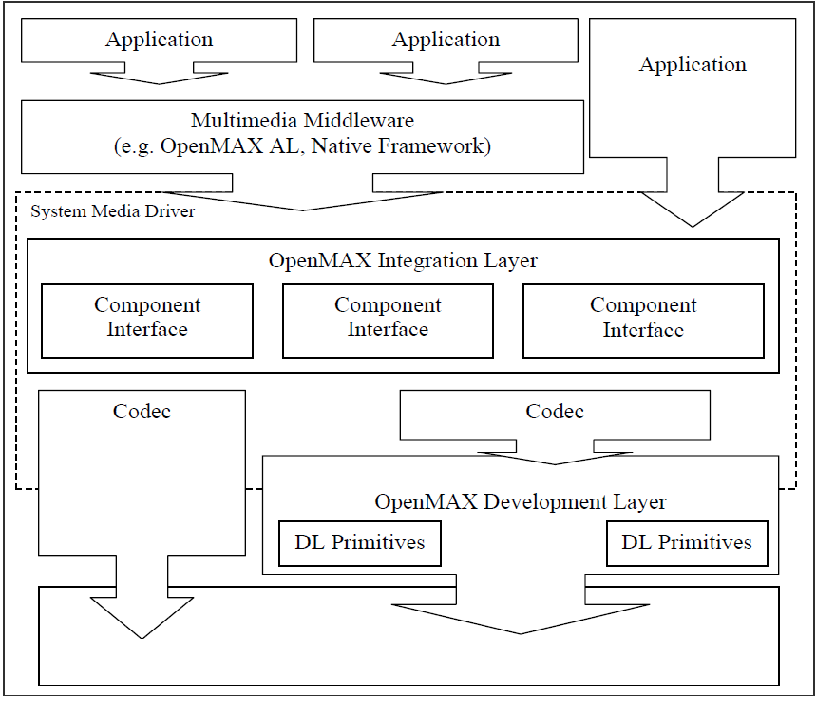 Application
Application
Application
Multimedia Middleware
(e.g. OpenMAX AL, Native Framework)
System Media Driver
OpenMAX Integration Layer
Component
Interface
Component
Interface
Component
Interface
Codec
Codec
OpenMAX Development Layer
DL Primitives
DL Primitives